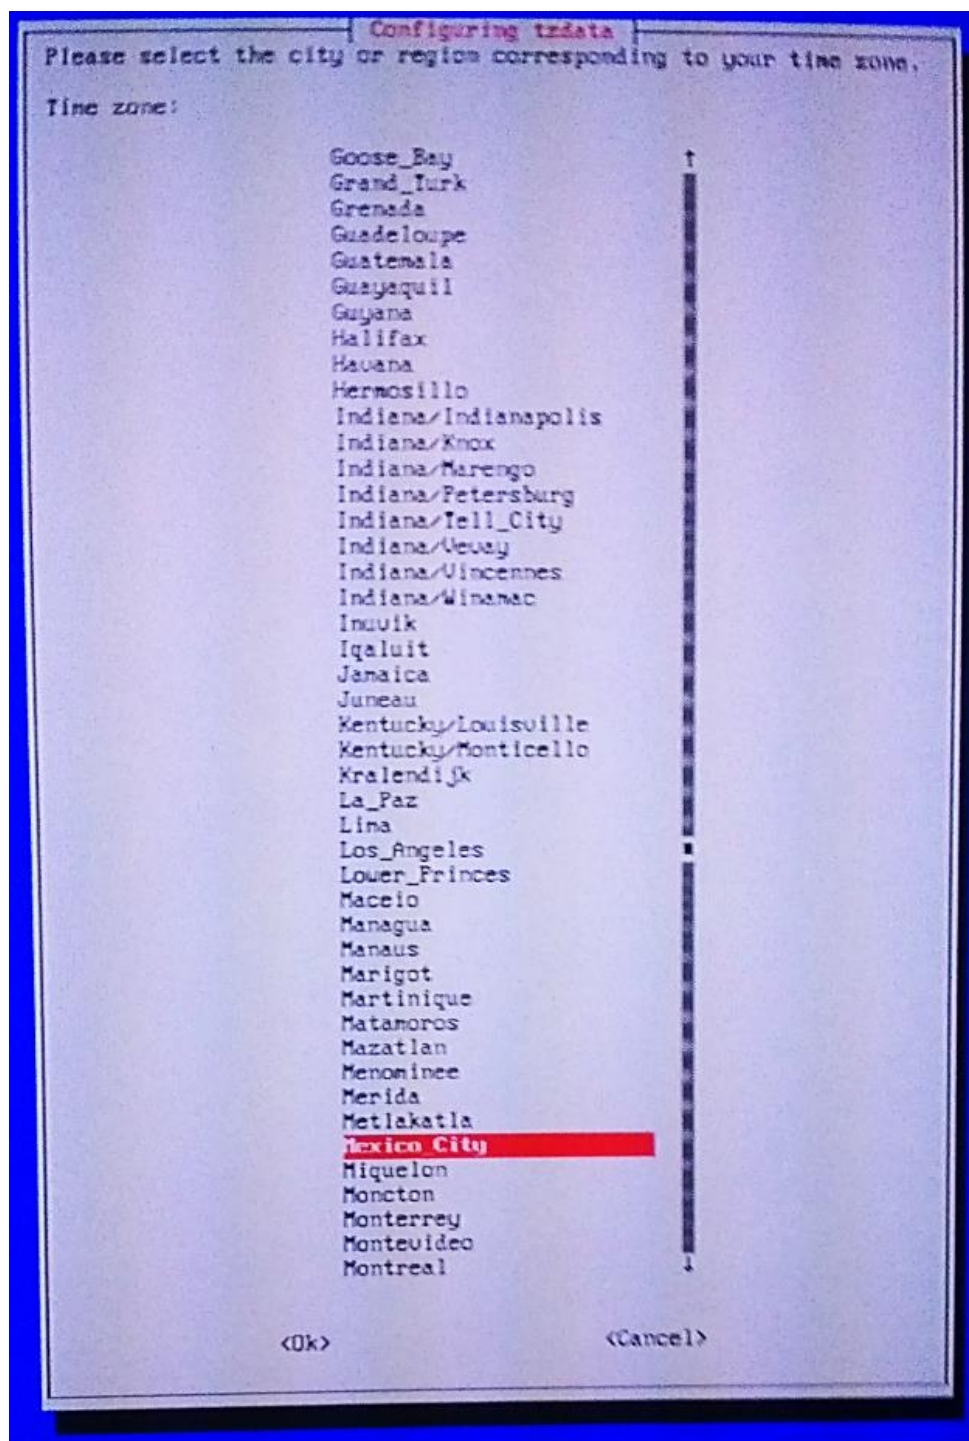 Configuring tzdata
Please select the city or region corresponding to your time zone.
Time zone:
Goose_Bay
Grand_Turk
Grenada
Guadeloupe
Guatemala
Guayaquil
Guyana
Halifax
Havana
Hermosillo
Indiana/Indianapolis
Indiana/Knox
Indiana/Marengo
Indiana/Petersburg
Indiana/Tell_City
Indiana/Vevay
Indiana/Vincennes
Indiana/Winamac
Inuvik
Iqaluit
Jamaica
Juneau
Kentucky/Louisville
Kentucky/Monticello
Kralendijk
La_Paz
Lima
Los_Angeles
Lower_Princes
Maceio
Managua
Manaus
Marigot
Martinique
Matamoros
Mazatlan
Menominee
Merida
Metlakatla
Mexico_City
Miquelon
Moncton
Monterrey
Montevideo
Montreal
<Ok> <Cancel>